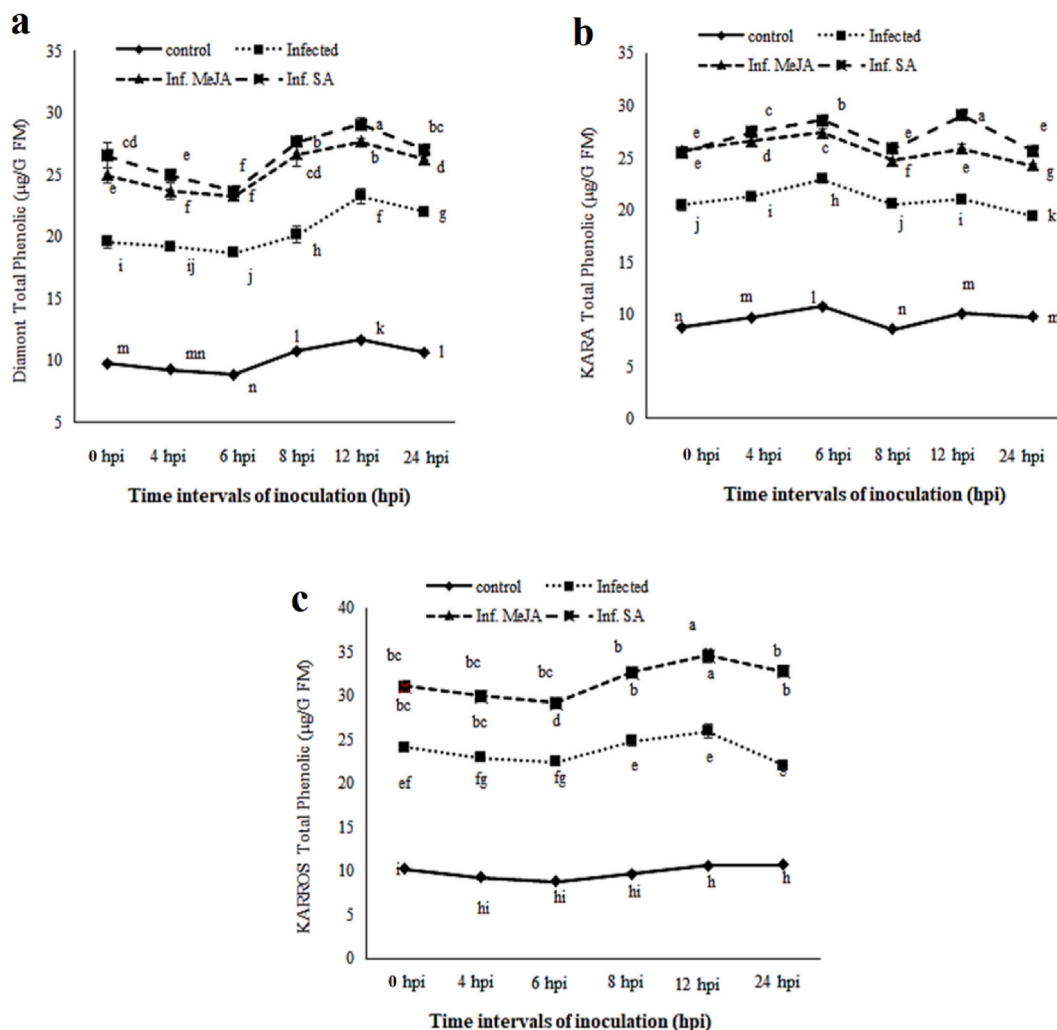 a
control
Infected
Inf. MeJA
Inf. SA
Diamont Total Phenolic (µg/G FM)
35
30
25
20
15
10
5
cd
e
f
b
a
bc
e
f
f
cd
b
d
i
ij
j
h
f
g
m
mn
n
l
k
l
0 hpi 4 hpi 6 hpi 8 hpi 12 hpi 24 hpi
Time intervals of inoculation (hpi)
b
control
Infected
Inf. MeJA
Inf. SA
KARA Total Phenolic (µg/G FM)
35
30
25
20
15
10
5
0
e
c
b
e
a
e
e
d
c
f
e
g
j
i
h
j
i
k
n
m
l
n
m
m
0 hpi 4 hpi 6 hpi 8 hpi 12 hpi 24 hpi
Time intervals of inoculation (hpi)
c
control
Infected
Inf. MeJA
Inf. SA
KARROS Total Phenolic (µg/G FM)
40
35
30
25
20
15
10
5
0
bc
bc
bc
b
a
b
bc
bc
d
b
a
b
ef
fg
fg
e
e
g
i
hi
hi
hi
h
h
0 hpi 4 hpi 6 hpi 8 hpi 12 hpi 24 hpi
Time intervals of inoculation (hpi)